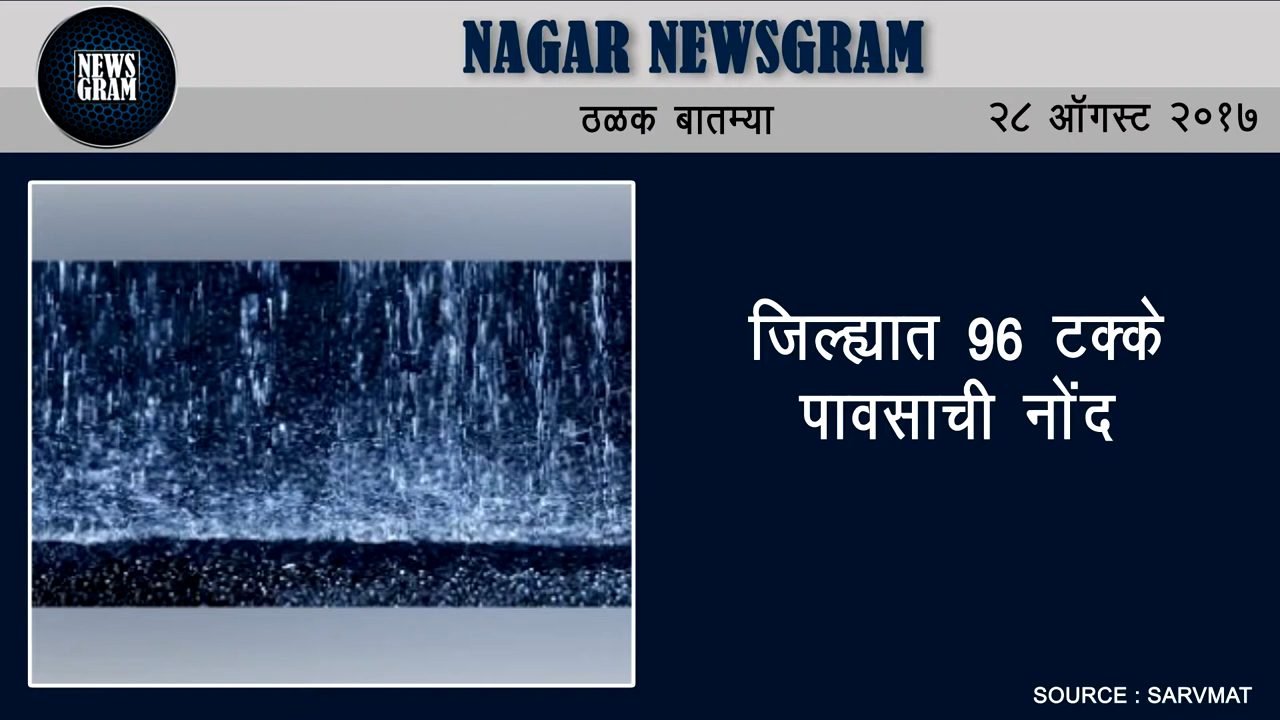 NEWS
GRAM
NAGAR NEWSGRAM
ठळक बातम्या
२८ ऑगस्ट २०१७
जिल्ह्यात 96 टक्के
पावसाची नोंद
SOURCE : SARVMAT